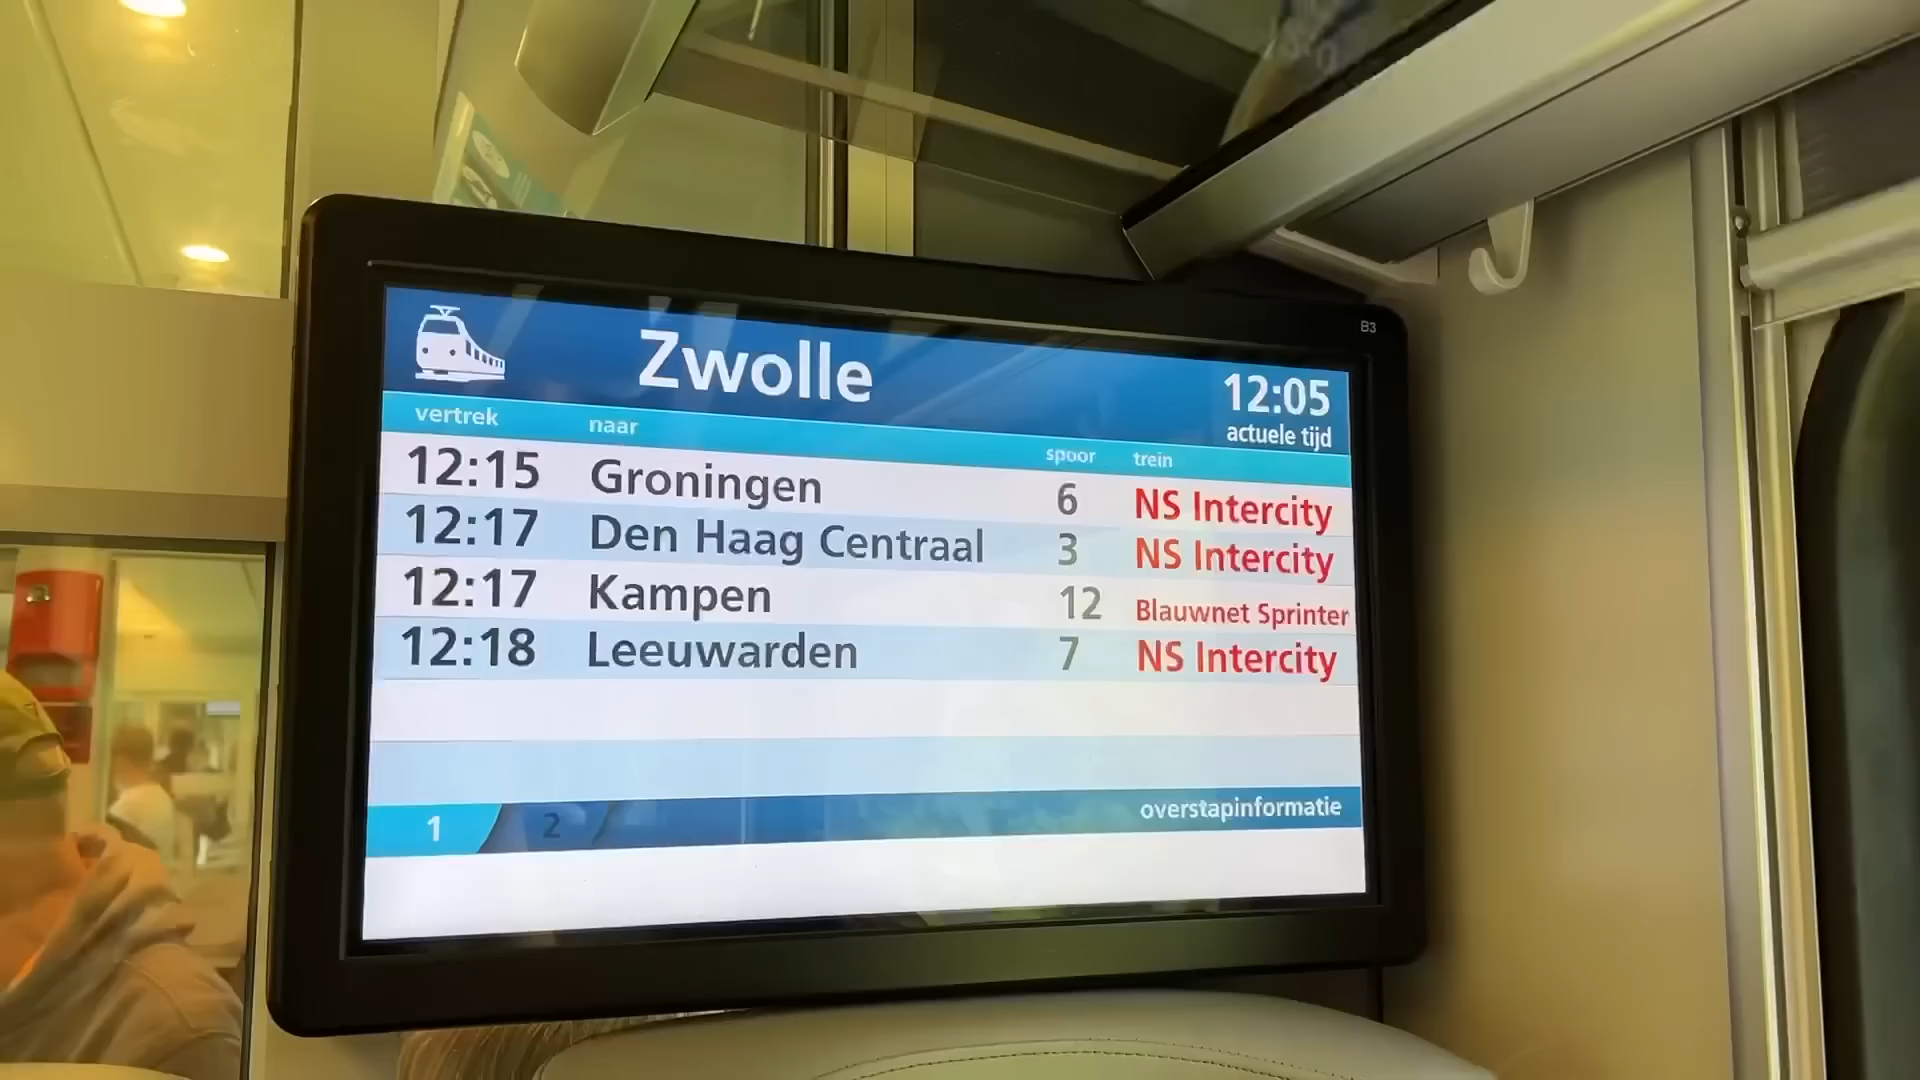 B3
Zwolle
12:05
actuele tijd
vertrek naar spoor trein
12:15 Groningen 6 NS Intercity
12:17 Den Haag Centraal 3 NS Intercity
12:17 Kampen 12 Blauwnet Sprinter
12:18 Leeuwarden 7 NS Intercity
1 2 overstapinformatie